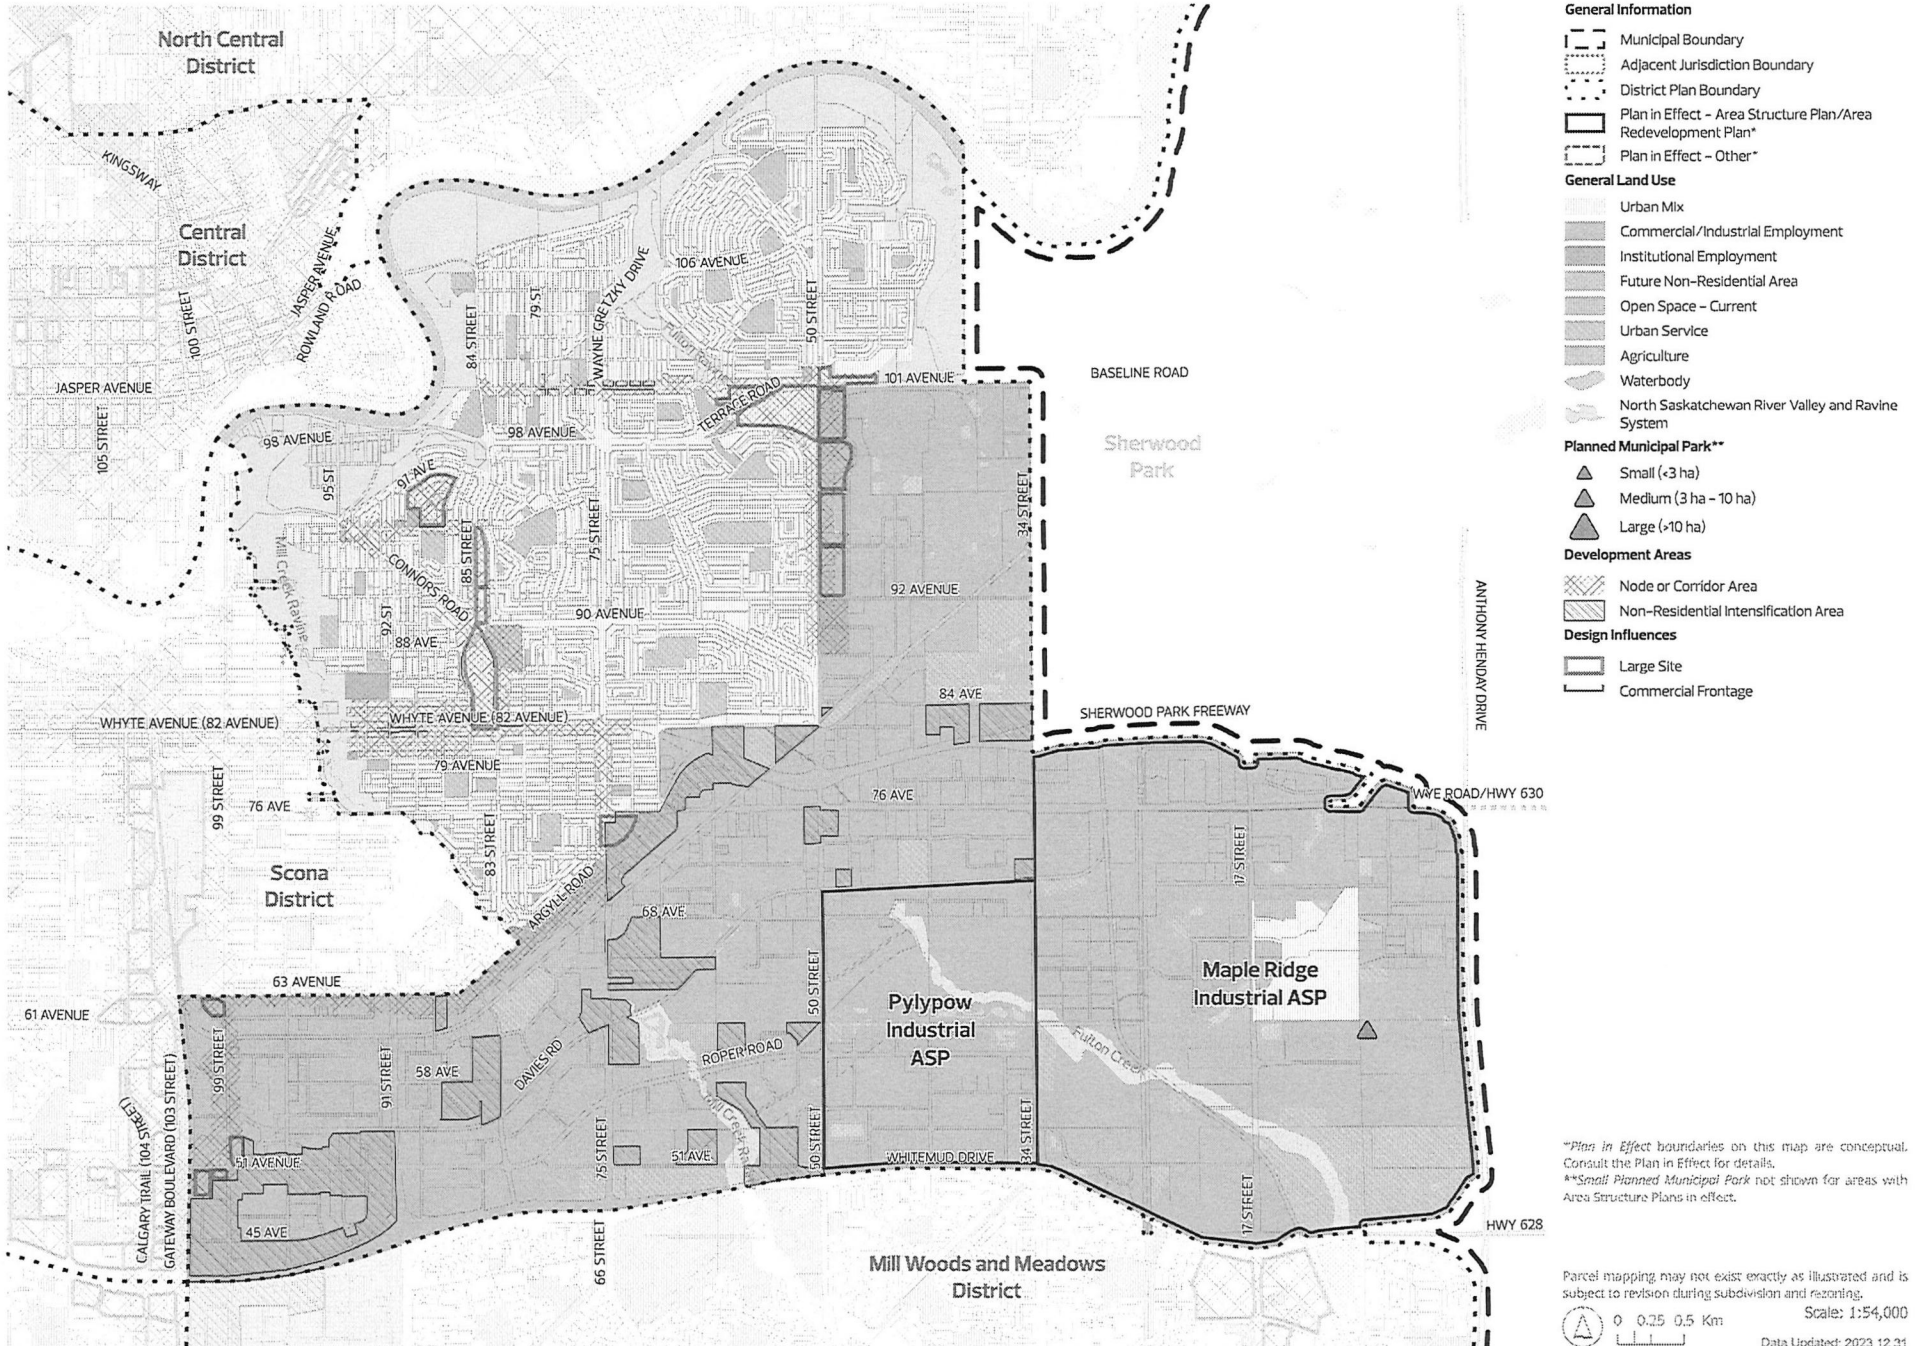 North Central
District
KINGSWAY
Central
District
JASPER AVENUE
ROWLAND ROAD
100 STREET
JASPER AVENUE
105 STREET
106 AVENUE
WAYNE GRETZKY DRIVE
79 ST
84 STREET
50 STREET
Fulton Ravine
101 AVENUE
TERRACE ROAD
BASELINE ROAD
98 AVENUE
98 AVENUE
97 AVE
95 ST
Sherwood
Park
34 STREET
75 STREET
85 STREET
CONNORS ROAD
Mill Creek Ravine
92 ST
88 AVE
90 AVENUE
92 AVENUE
84 AVE
ANTHONY HENDAY DRIVE
SHERWOOD PARK FREEWAY
WHYTE AVENUE (82 AVENUE)
WHYTE AVENUE (82 AVENUE)
79 AVENUE
99 STREET
76 AVE
76 AVE
WYE ROAD/HWY 630
83 STREET
17 STREET
Scona
District
ARGYLL ROAD
68 AVE
63 AVENUE
61 AVENUE
50 STREET
Pylypow
Industrial
ASP
Maple Ridge
Industrial ASP
Fulton Creek
99 STREET
91 STREET
58 AVE
DAVIES RD
ROPER ROAD
CALGARY TRAIL (104 STREET)
GATEWAY BOULEVARD (103 STREET)
51 AVENUE
45 AVE
75 STREET
51 AVE
50 STREET
34 STREET
WHITEMUD DRIVE
17 STREET
HWY 628
66 STREET
Mill Woods and Meadows
District
General Information
Municipal Boundary
Adjacent Jurisdiction Boundary
District Plan Boundary
Plan in Effect - Area Structure Plan/Area
Redevelopment Plan*
Plan in Effect - Other*
General Land Use
Urban Mix
Commercial/Industrial Employment
Institutional Employment
Future Non-Residential Area
Open Space - Current
Urban Service
Agriculture
Waterbody
North Saskatchewan River Valley and Ravine
System
Planned Municipal Park**
Small (<3 ha)
Medium (3 ha - 10 ha)
Large (>10 ha)
Development Areas
Node or Corridor Area
Non-Residential Intensification Area
Design Influences
Large Site
Commercial Frontage
*Plan in Effect boundaries on this map are conceptual.
Consult the Plan in Effect for details.
**Small Planned Municipal Park not shown for areas with
Area Structure Plans in effect.
Parcel mapping may not exist exactly as illustrated and is
subject to revision during subdivision and rezoning.
0 0.25 0.5 Km
Scale: 1:54,000
Data Updated: 2023.12.31